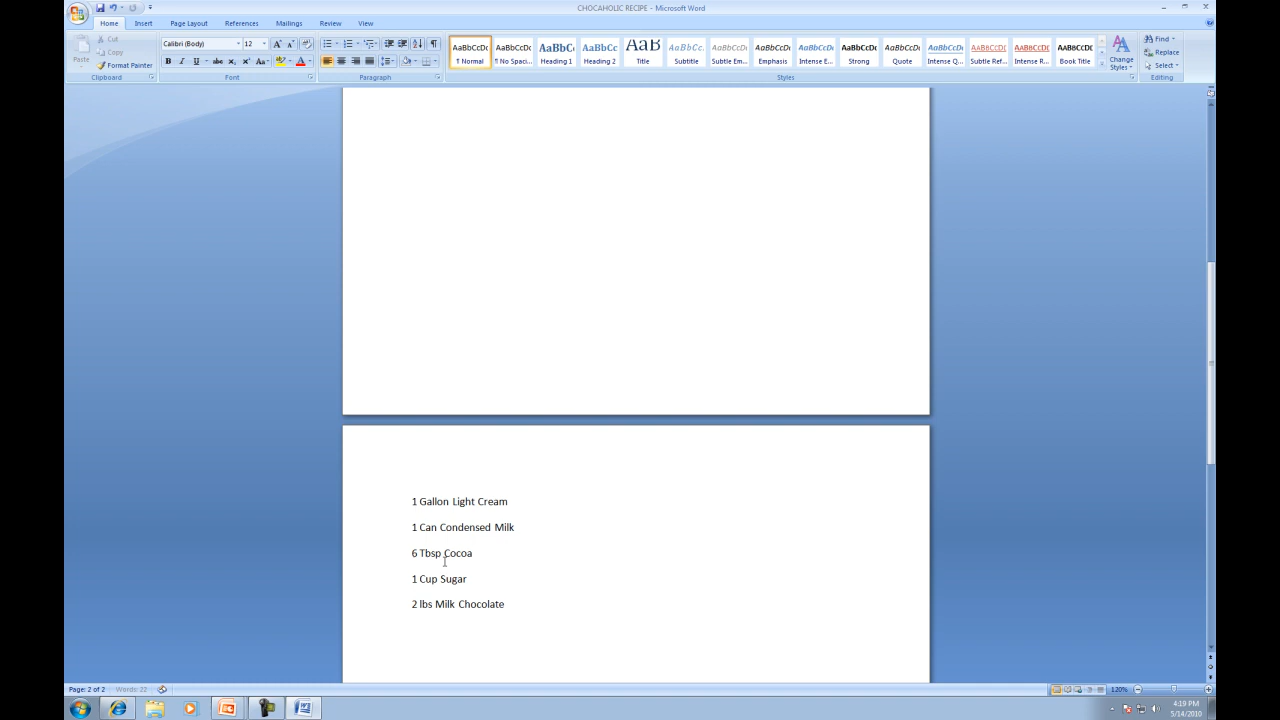 CHOCAHOLIC RECIPE - Microsoft Word
Home Insert Page Layout References Mailings Review View
Paste
Cut
Copy
Format Painter
Clipboard
Calibri (Body) 12
Font
Paragraph
AaBbCcDc AaBbCcDc AaBbC AaBbCc AaB AaBbCc. AaBbCcDc AaBbCcDc AaBbCcDc AaBbCcDc AaBbCcDc AaBbCcDc AaBbCcDc AaBbCcDc AaBbCcDc
¶ Normal ¶ No Spaci... Heading 1 Heading 2 Title Subtitle Subtle Em... Emphasis Intense E... Strong Quote Intense Q... Subtle Ref... Intense R... Book Title
Change Styles
Styles
Find
Replace
Select
Editing
1 Gallon Light Cream
1 Can Condensed Milk
6 Tbsp Cocoa
1 Cup Sugar
2 lbs Milk Chocolate
Page: 2 of 2 Words: 22 120%
4:19 PM
5/14/2010